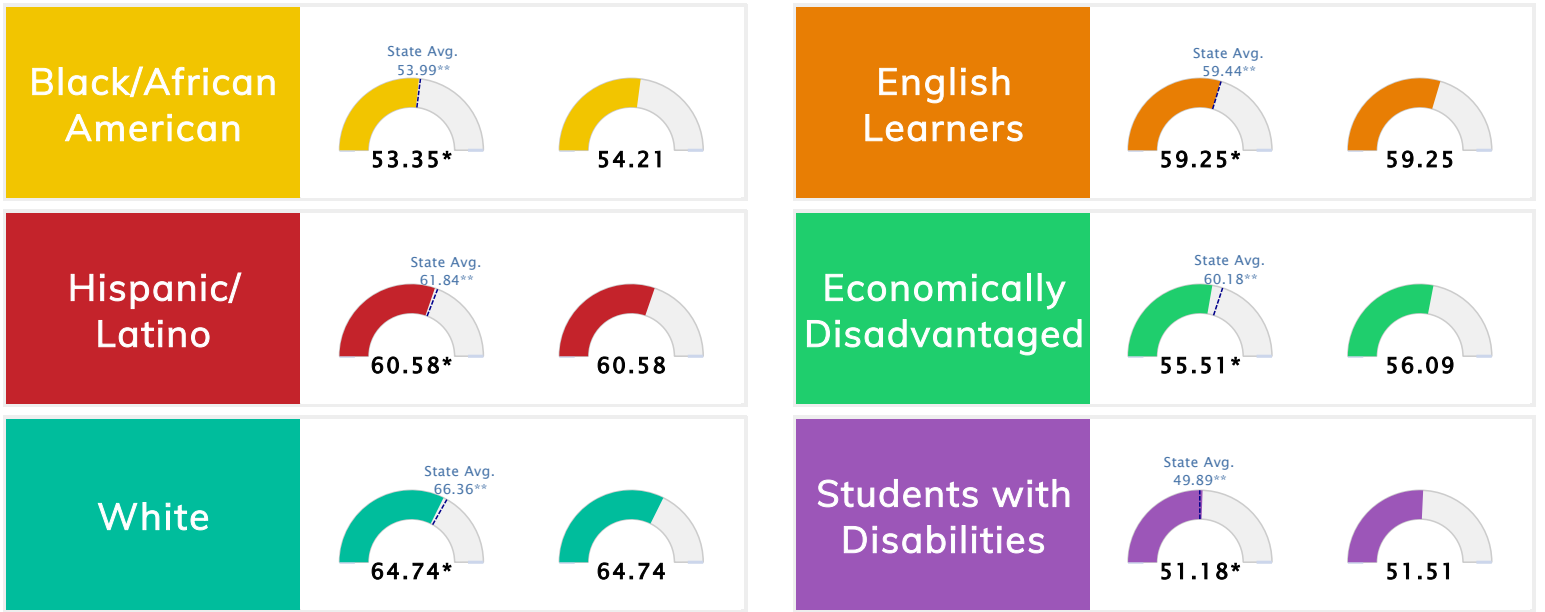 Black/African
American
State Avg.
53.99**
53.35*
54.21
English
Learners
State Avg.
59.44**
59.25*
59.25
Hispanic/
Latino
State Avg.
61.84**
60.58*
60.58
Economically
Disadvantaged
State Avg.
60.18**
55.51*
56.09
White
State Avg.
66.36**
64.74*
64.74
Students with
Disabilities
State Avg.
49.89**
51.18*
51.51